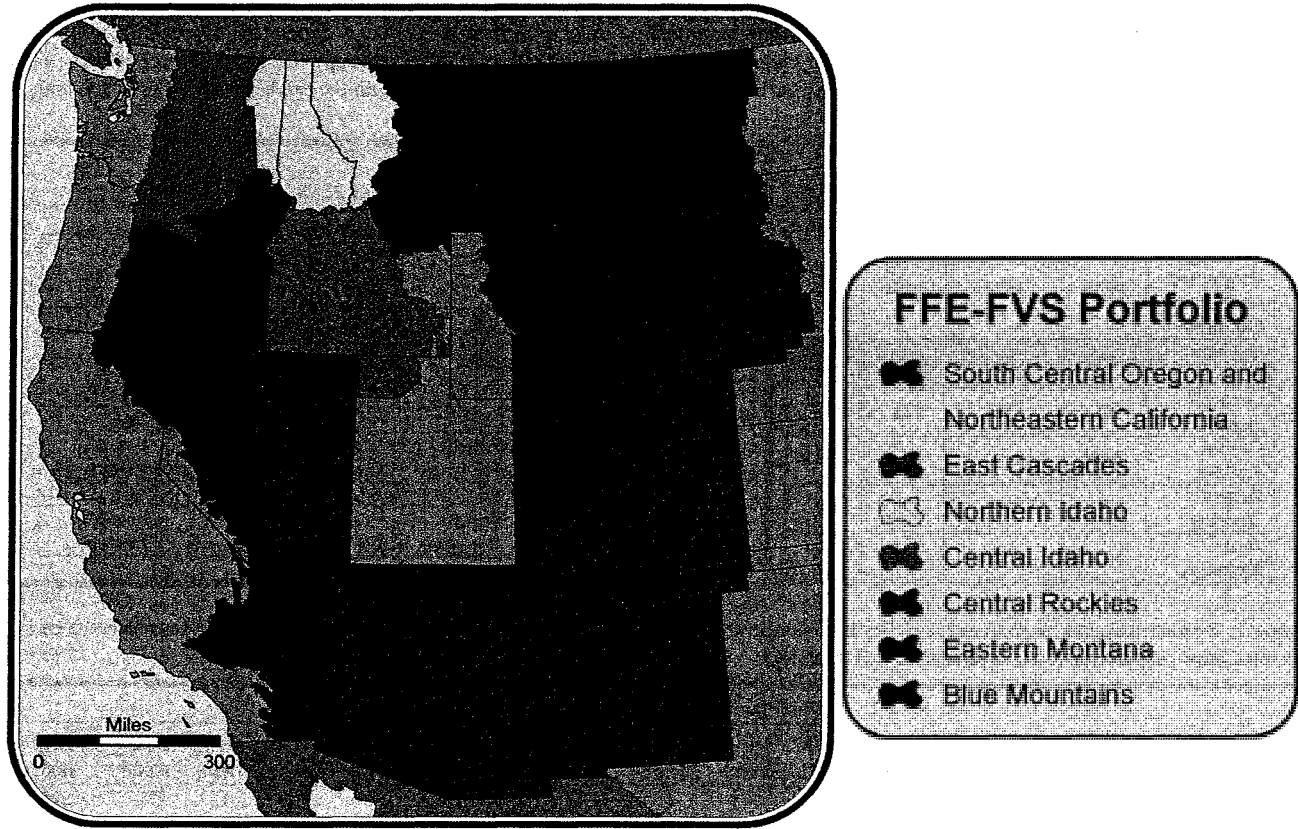 Miles
0 300
FFE-FVS Portfolio
South Central Oregon and
Northeastern California
East Cascades
Northern Idaho
Central Idaho
Central Rockies
Eastern Montana
Blue Mountains